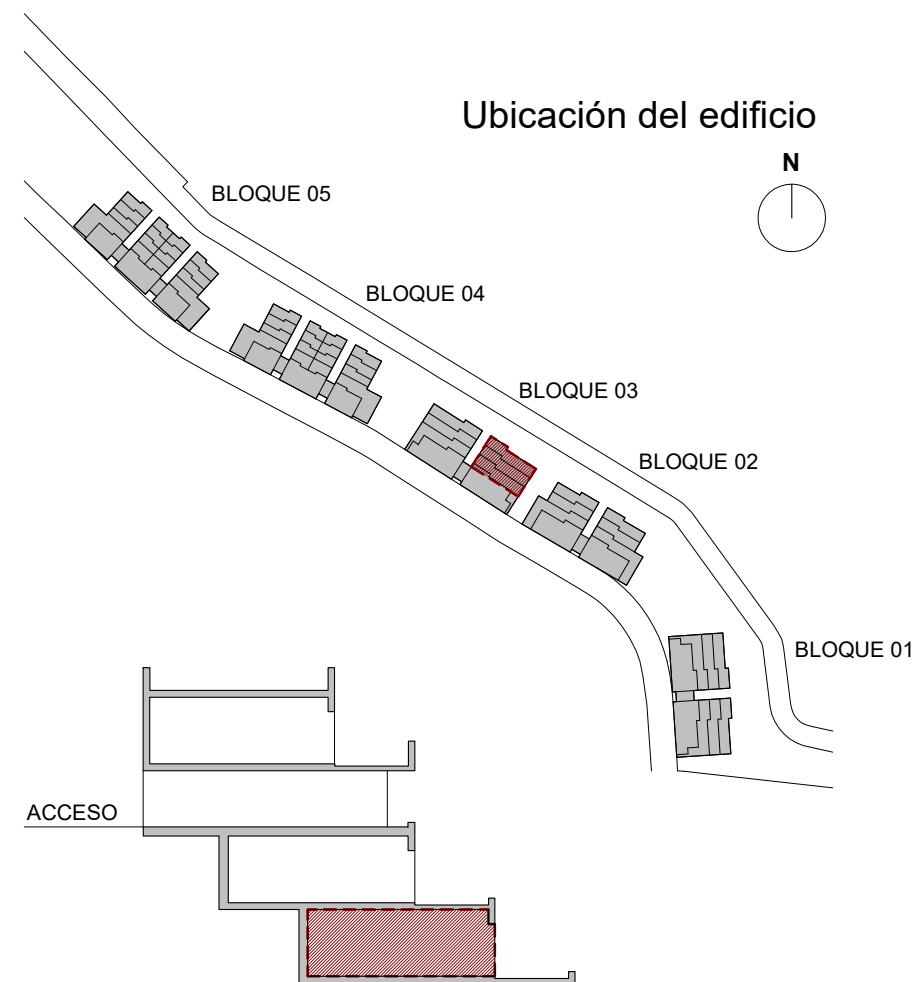 Ubicación del edificio
N
BLOQUE 05
BLOQUE 04
BLOQUE 03
BLOQUE 02
BLOQUE 01
ACCESO